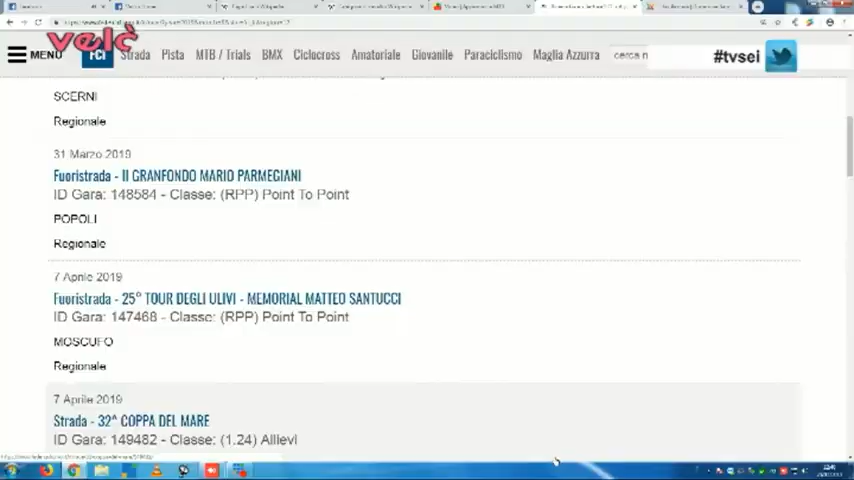 velò
MENU
FCI
Strada Pista MTB / Trials BMX Ciclocross Amatoriale Giovanile Paraciclismo Maglia Azzurra
cerca n
#tvsei
SCERNI
Regionale
31 Marzo 2019
Fuoristrada - II GRANFONDO MARIO PARMEGIANI
ID Gara: 148584 - Classe: (RPP) Point To Point
POPOLI
Regionale
7 Aprile 2019
Fuoristrada - 25° TOUR DEGLI ULIVI - MEMORIAL MATTEO SANTUCCI
ID Gara: 147468 - Classe: (RPP) Point To Point
MOSCUFO
Regionale
7 Aprile 2019
Strada - 32^ COPPA DEL MARE
ID Gara: 149482 - Classe: (1.24) Allievi